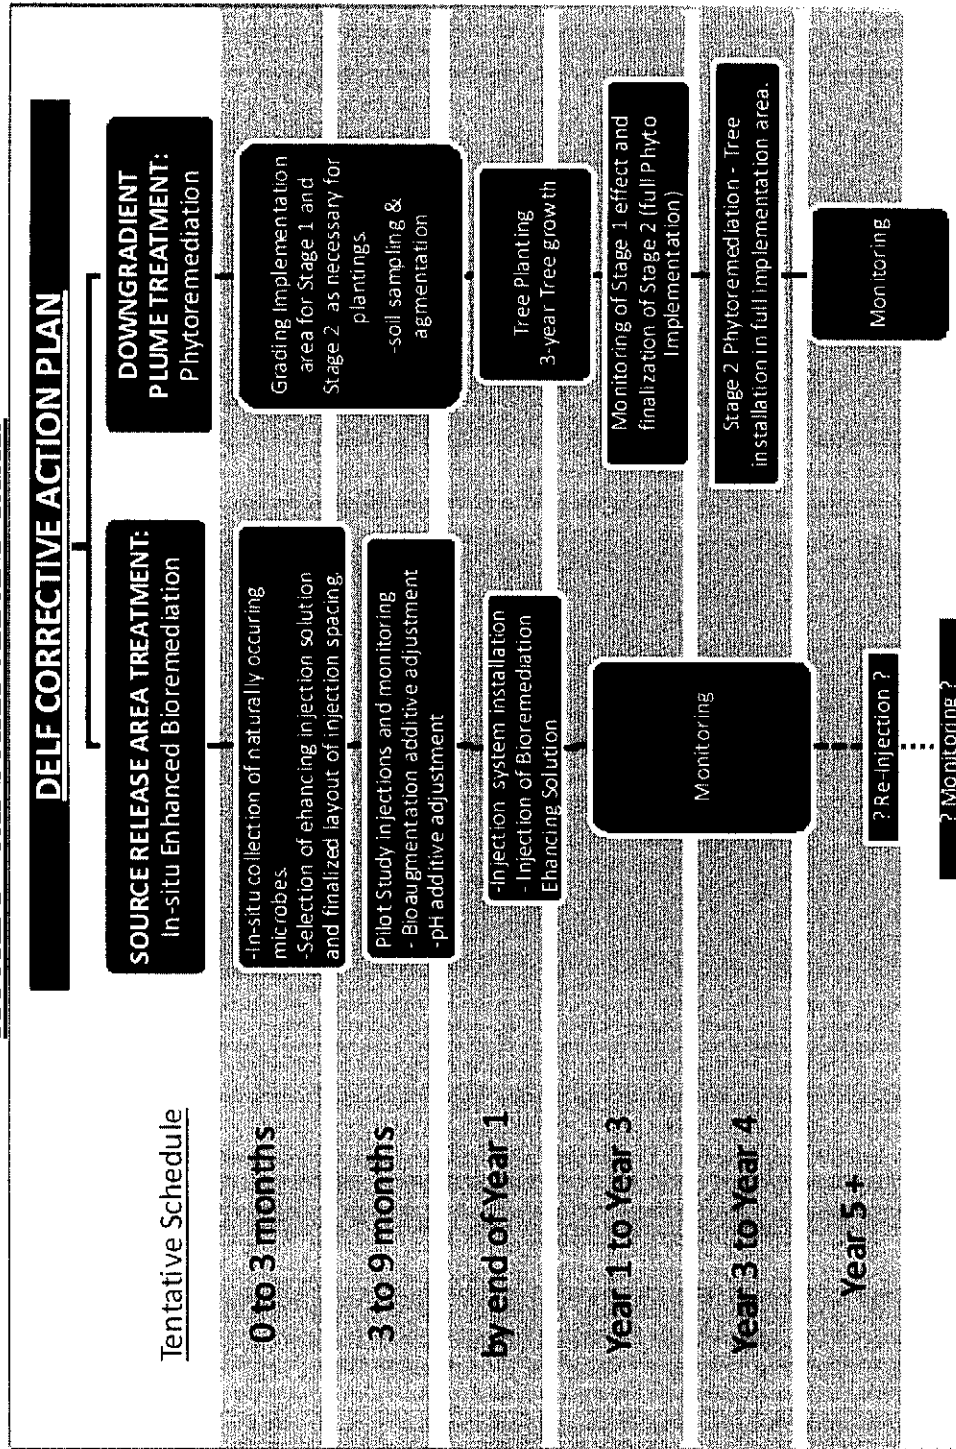 DELF CORRECTIVE ACTION PLAN
Tentative Schedule
SOURCE RELEASE AREA TREATMENT:
In-situ Enhanced Bioremediation
DOWNGRADIENT
PLUME TREATMENT:
Phytoremediation
0 to 3 months
-In-situ collection of naturally occuring
microbes.
-Selection of ehancing injection solution
and finalized layout of injection spacing.
Grading Implementation
area for Stage 1 and
Stage 2 as necessary for
plantings.
-soil sampling &
agmentation
3 to 9 months
Pilot Study injections and monitoring
- Bioaugmentation additive adjustment
-pH additive adjustment
by end of Year 1
-Injection system installation
- Injection of Bioremediation
Enhancing Solution
Tree Planting
3-year Tree growth
Year 1 to Year 3
Monitoring
Monitoring of Stage 1 effect and
finalization of Stage 2 (full Phyto
Implementation)
Year 3 to Year 4
Stage 2 Phytoremediation - Tree
installation in full implementation area.
Year 5+
? Re-Injection ?
Monitoring
? Monitoring ?